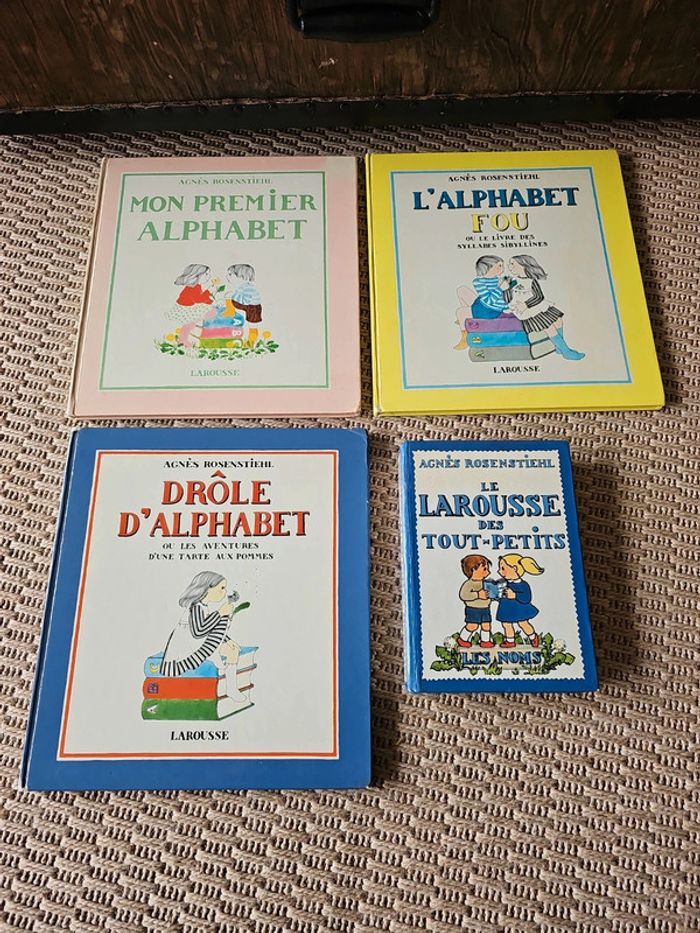 AGNÈS ROSENSTIEHL
MON PREMIER
ALPHABET
LAROUSSE
AGNÈS ROSENSTIEHL
L'ALPHABET
FOU
OU LE LIVRE DES
SYLLABES SIBYLLINES
LAROUSSE
AGNÈS ROSENSTIEHL
DRÔLE
D'ALPHABET
OU LES AVENTURES
D'UNE TARTE AUX POMMES
C
B
A
LAROUSSE
AGNÈS ROSENSTIEHL
LE
LAROUSSE
DES
TOUT-PETITS
LES NOMS